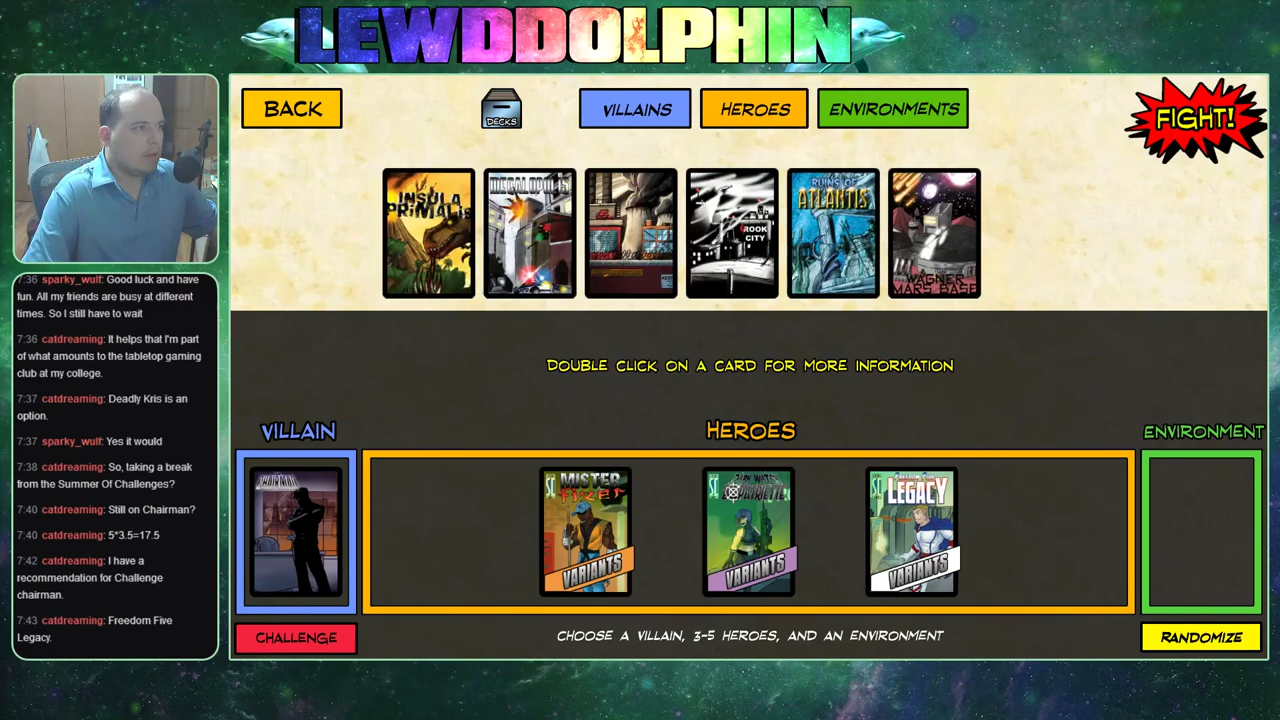 LEWDDOLPHIN
BACK
DECKS
VILLAINS
HEROES
ENVIRONMENTS
FIGHT!
INSULA
PRIMALIS
MEGALOPOLIS
ROOK
CITY
RUINS OF
ATLANTIS
WAGNER
MARS BASE
7:36 sparky_wulf: Good luck and have
fun. All my friends are busy at different
times. So I still have to wait
7:36 catdreaming: It helps that I'm part
of what amounts to the tabletop gaming
club at my college.
7:37 catdreaming: Deadly Kris is an
option.
7:37 sparky_wulf: Yes it would
7:38 catdreaming: So, taking a break
from the Summer Of Challenges?
7:40 catdreaming: Still on Chairman?
7:40 catdreaming: 5*3.5=17.5
7:42 catdreaming: I have a
recommendation for Challenge
chairman.
7:43 catdreaming: Freedom Five
Legacy.
DOUBLE CLICK ON A CARD FOR MORE INFORMATION
VILLAIN
HEROES
ENVIRONMENT
CHAIRMAN
MISTER
FIXER
VARIANTS
VARIANTS
FREEDOM FIVE
LEGACY
VARIANTS
CHALLENGE
CHOOSE A VILLAIN, 3-5 HEROES, AND AN ENVIRONMENT
RANDOMIZE